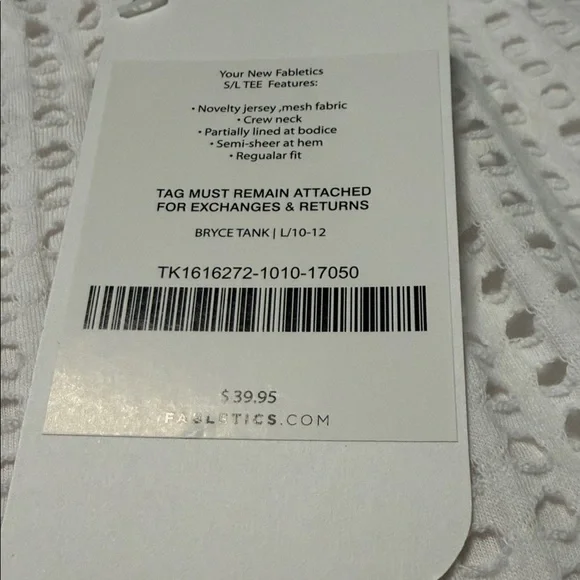 Your New Fabletics
S/L TEE Features:
• Novelty jersey ,mesh fabric
• Crew neck
• Partially lined at bodice
• Semi-sheer at hem
• Regualar fit
TAG MUST REMAIN ATTACHED
FOR EXCHANGES & RETURNS
BRYCE TANK | L/10-12
TK1616272-1010-17050
$ 39.95
FABLETICS.COM